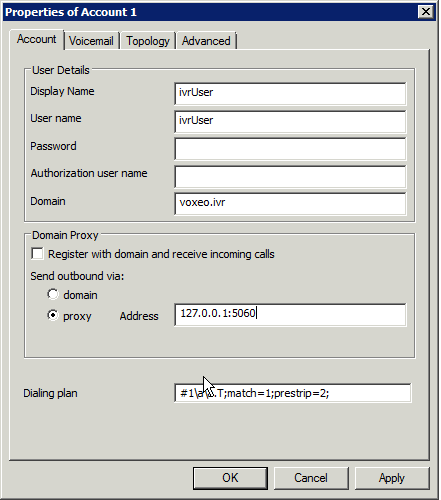 Properties of Account 1
Account Voicemail Topology Advanced
User Details
Display Name ivrUser
User name ivrUser
Password
Authorization user name
Domain voxeo.ivr
Domain Proxy
Register with domain and receive incoming calls
Send outbound via:
domain
proxy Address 127.0.0.1:5060
Dialing plan #1\a\a.T;match=1;prestrip=2;
OK Cancel Apply